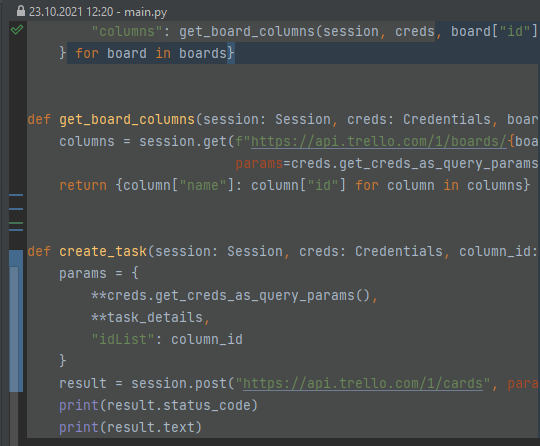 23.10.2021 12:20 - main.py
"columns": get_board_columns(session, creds, board["id"]
} for board in boards}
def get_board_columns(session: Session, creds: Credentials, boar
columns = session.get(f"https://api.trello.com/1/boards/{boa
params=creds.get_creds_as_query_params
return {column["name"]: column["id"] for column in columns}
def create_task(session: Session, creds: Credentials, column_id:
params = {
**creds.get_creds_as_query_params(),
**task_details,
"idList": column_id
}
result = session.post("https://api.trello.com/1/cards", para
print(result.status_code)
print(result.text)